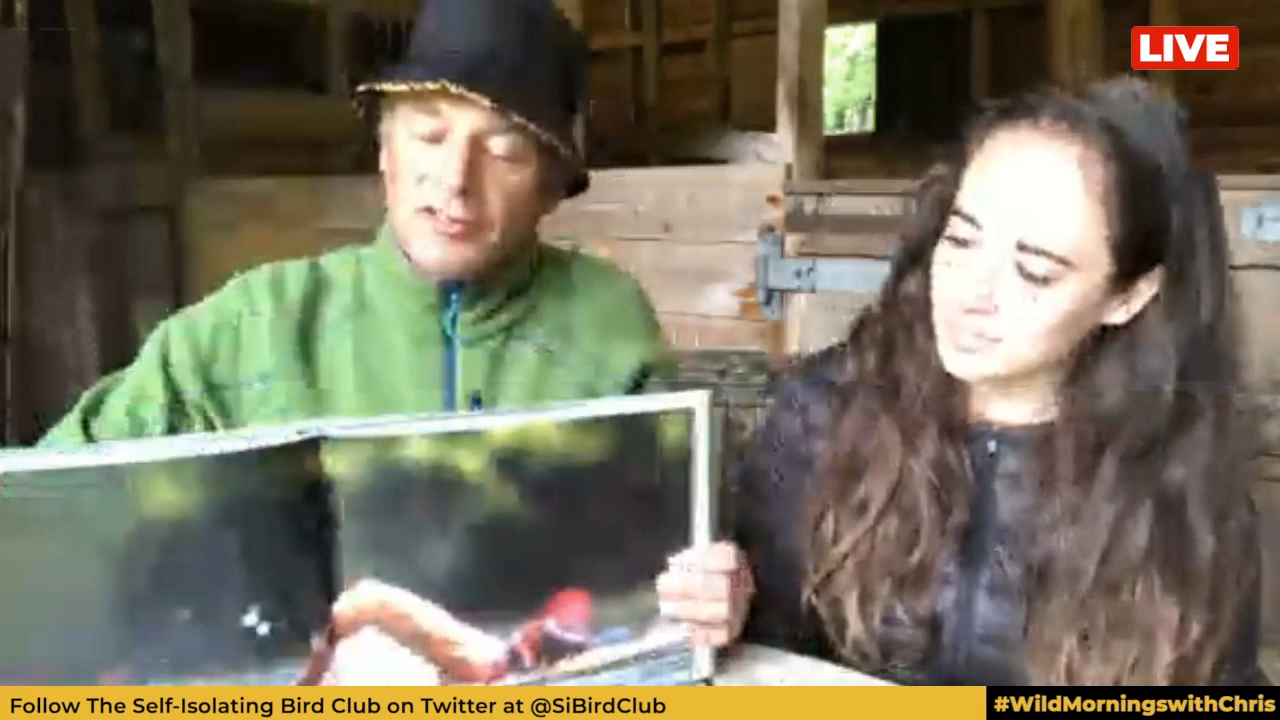 LIVE
Follow The Self-Isolating Bird Club on Twitter at @SiBirdClub
#WildMorningswithChris